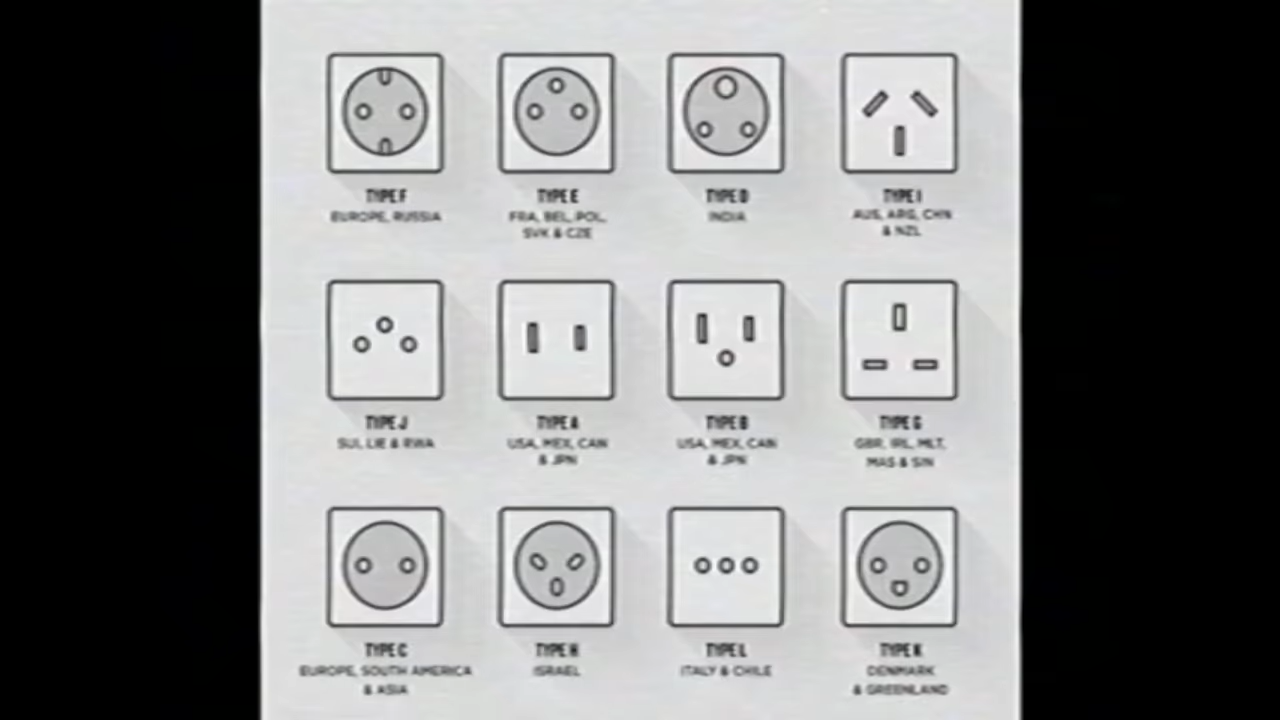 TYPE F
EUROPE, RUSSIA
TYPE E
FRA, BEL, POL,
SVK & CZE
TYPE D
INDIA
TYPE I
AUS, ARG, CHN
& NZL
TYPE J
SUI, LIE & RWA
TYPE A
USA, MEX, CAN
& JPN
TYPE B
USA, MEX, CAN
& JPN
TYPE G
GBR, IRL, MLT,
MAS & SIN
TYPE C
EUROPE, SOUTH AMERICA
& ASIA
TYPE H
ISRAEL
TYPE L
ITALY & CHILE
TYPE K
DENMARK
& GREENLAND